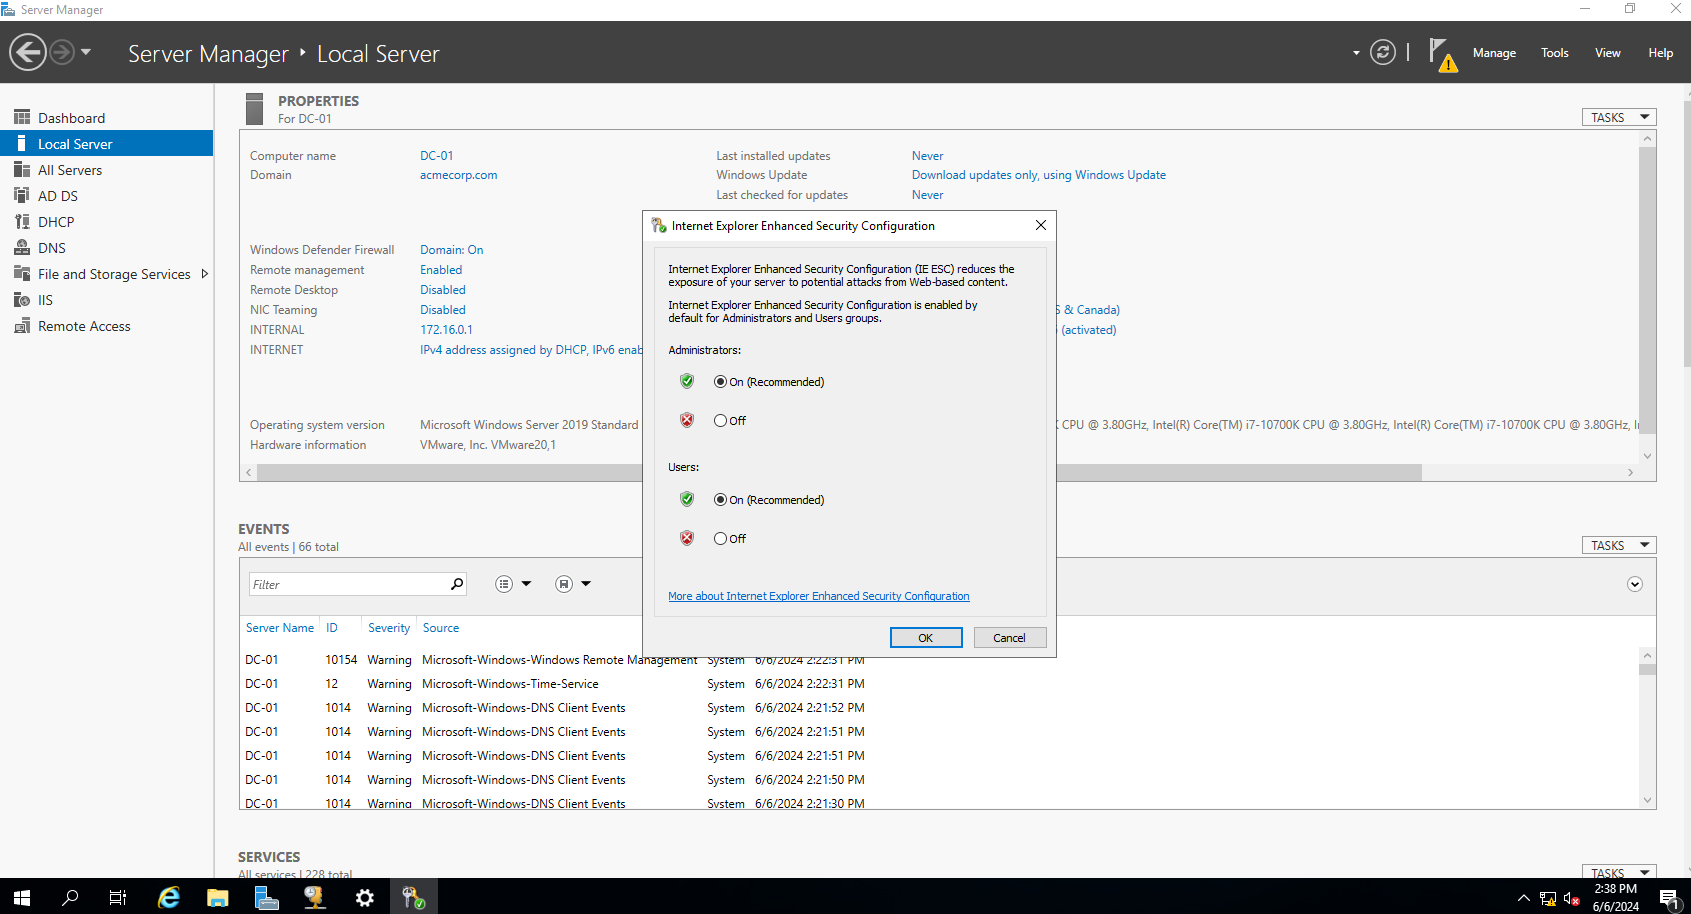 Server Manager
Server Manager ‣ Local Server
Manage Tools View Help
Dashboard
Local Server
All Servers
AD DS
DHCP
DNS
File and Storage Services
IIS
Remote Access
PROPERTIES
For DC-01
TASKS
Computer name DC-01 Last installed updates Never
Domain acmecorp.com Windows Update Download updates only, using Windows Update
Last checked for updates Never
Windows Defender Firewall Domain: On
Remote management Enabled
Remote Desktop Disabled
NIC Teaming Disabled & Canada)
INTERNAL 172.16.0.1 (activated)
INTERNET IPv4 address assigned by DHCP, IPv6 enab
Operating system version Microsoft Windows Server 2019 Standard CPU @ 3.80GHz, Intel(R) Core(TM) i7-10700K CPU @ 3.80GHz, Intel(R) Core(TM) i7-10700K CPU @ 3.80GHz,
Hardware information VMware, Inc. VMware20,1
Internet Explorer Enhanced Security Configuration
Internet Explorer Enhanced Security Configuration (IE ESC) reduces the
exposure of your server to potential attacks from Web-based content.
Internet Explorer Enhanced Security Configuration is enabled by
default for Administrators and Users groups.
Administrators:
On (Recommended)
Off
Users:
On (Recommended)
Off
More about Internet Explorer Enhanced Security Configuration
OK Cancel
EVENTS
All events | 66 total
TASKS
Filter
Server Name ID Severity Source
DC-01 10154 Warning Microsoft-Windows-Windows Remote Management System 6/6/2024 2:22:31 PM
DC-01 12 Warning Microsoft-Windows-Time-Service System 6/6/2024 2:22:31 PM
DC-01 1014 Warning Microsoft-Windows-DNS Client Events System 6/6/2024 2:21:52 PM
DC-01 1014 Warning Microsoft-Windows-DNS Client Events System 6/6/2024 2:21:51 PM
DC-01 1014 Warning Microsoft-Windows-DNS Client Events System 6/6/2024 2:21:51 PM
DC-01 1014 Warning Microsoft-Windows-DNS Client Events System 6/6/2024 2:21:50 PM
DC-01 1014 Warning Microsoft-Windows-DNS Client Events System 6/6/2024 2:21:30 PM
SERVICES
All services | 228 total
TASKS
2:38 PM
6/6/2024
1